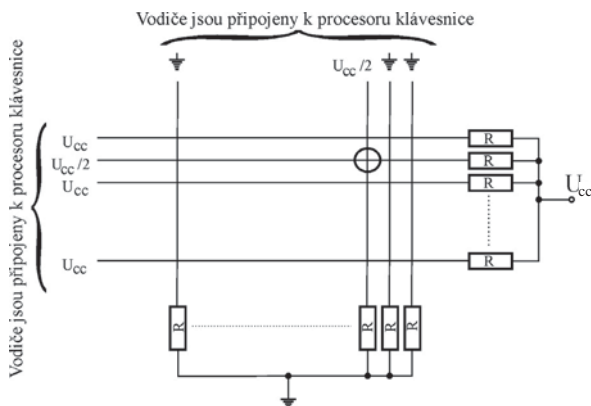 Vodiče jsou připojeny k procesoru klávesnice
Ucc/2
Vodiče jsou připojeny k procesoru klávesnice
Ucc
Ucc/2
Ucc
Ucc
R
R
R
R
Ucc
R
R
R
R